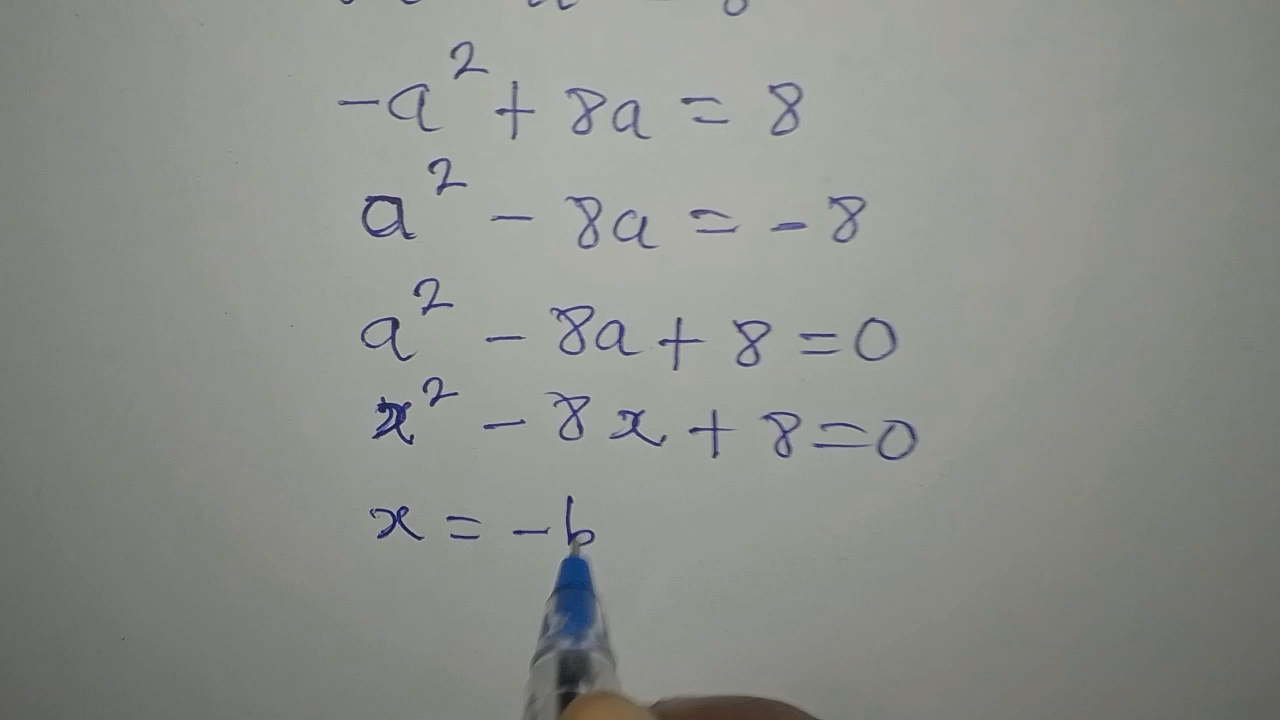 -a² + 8a = 8
a² - 8a = -8
a² - 8a + 8 = 0
x² - 8x + 8 = 0
x = -b